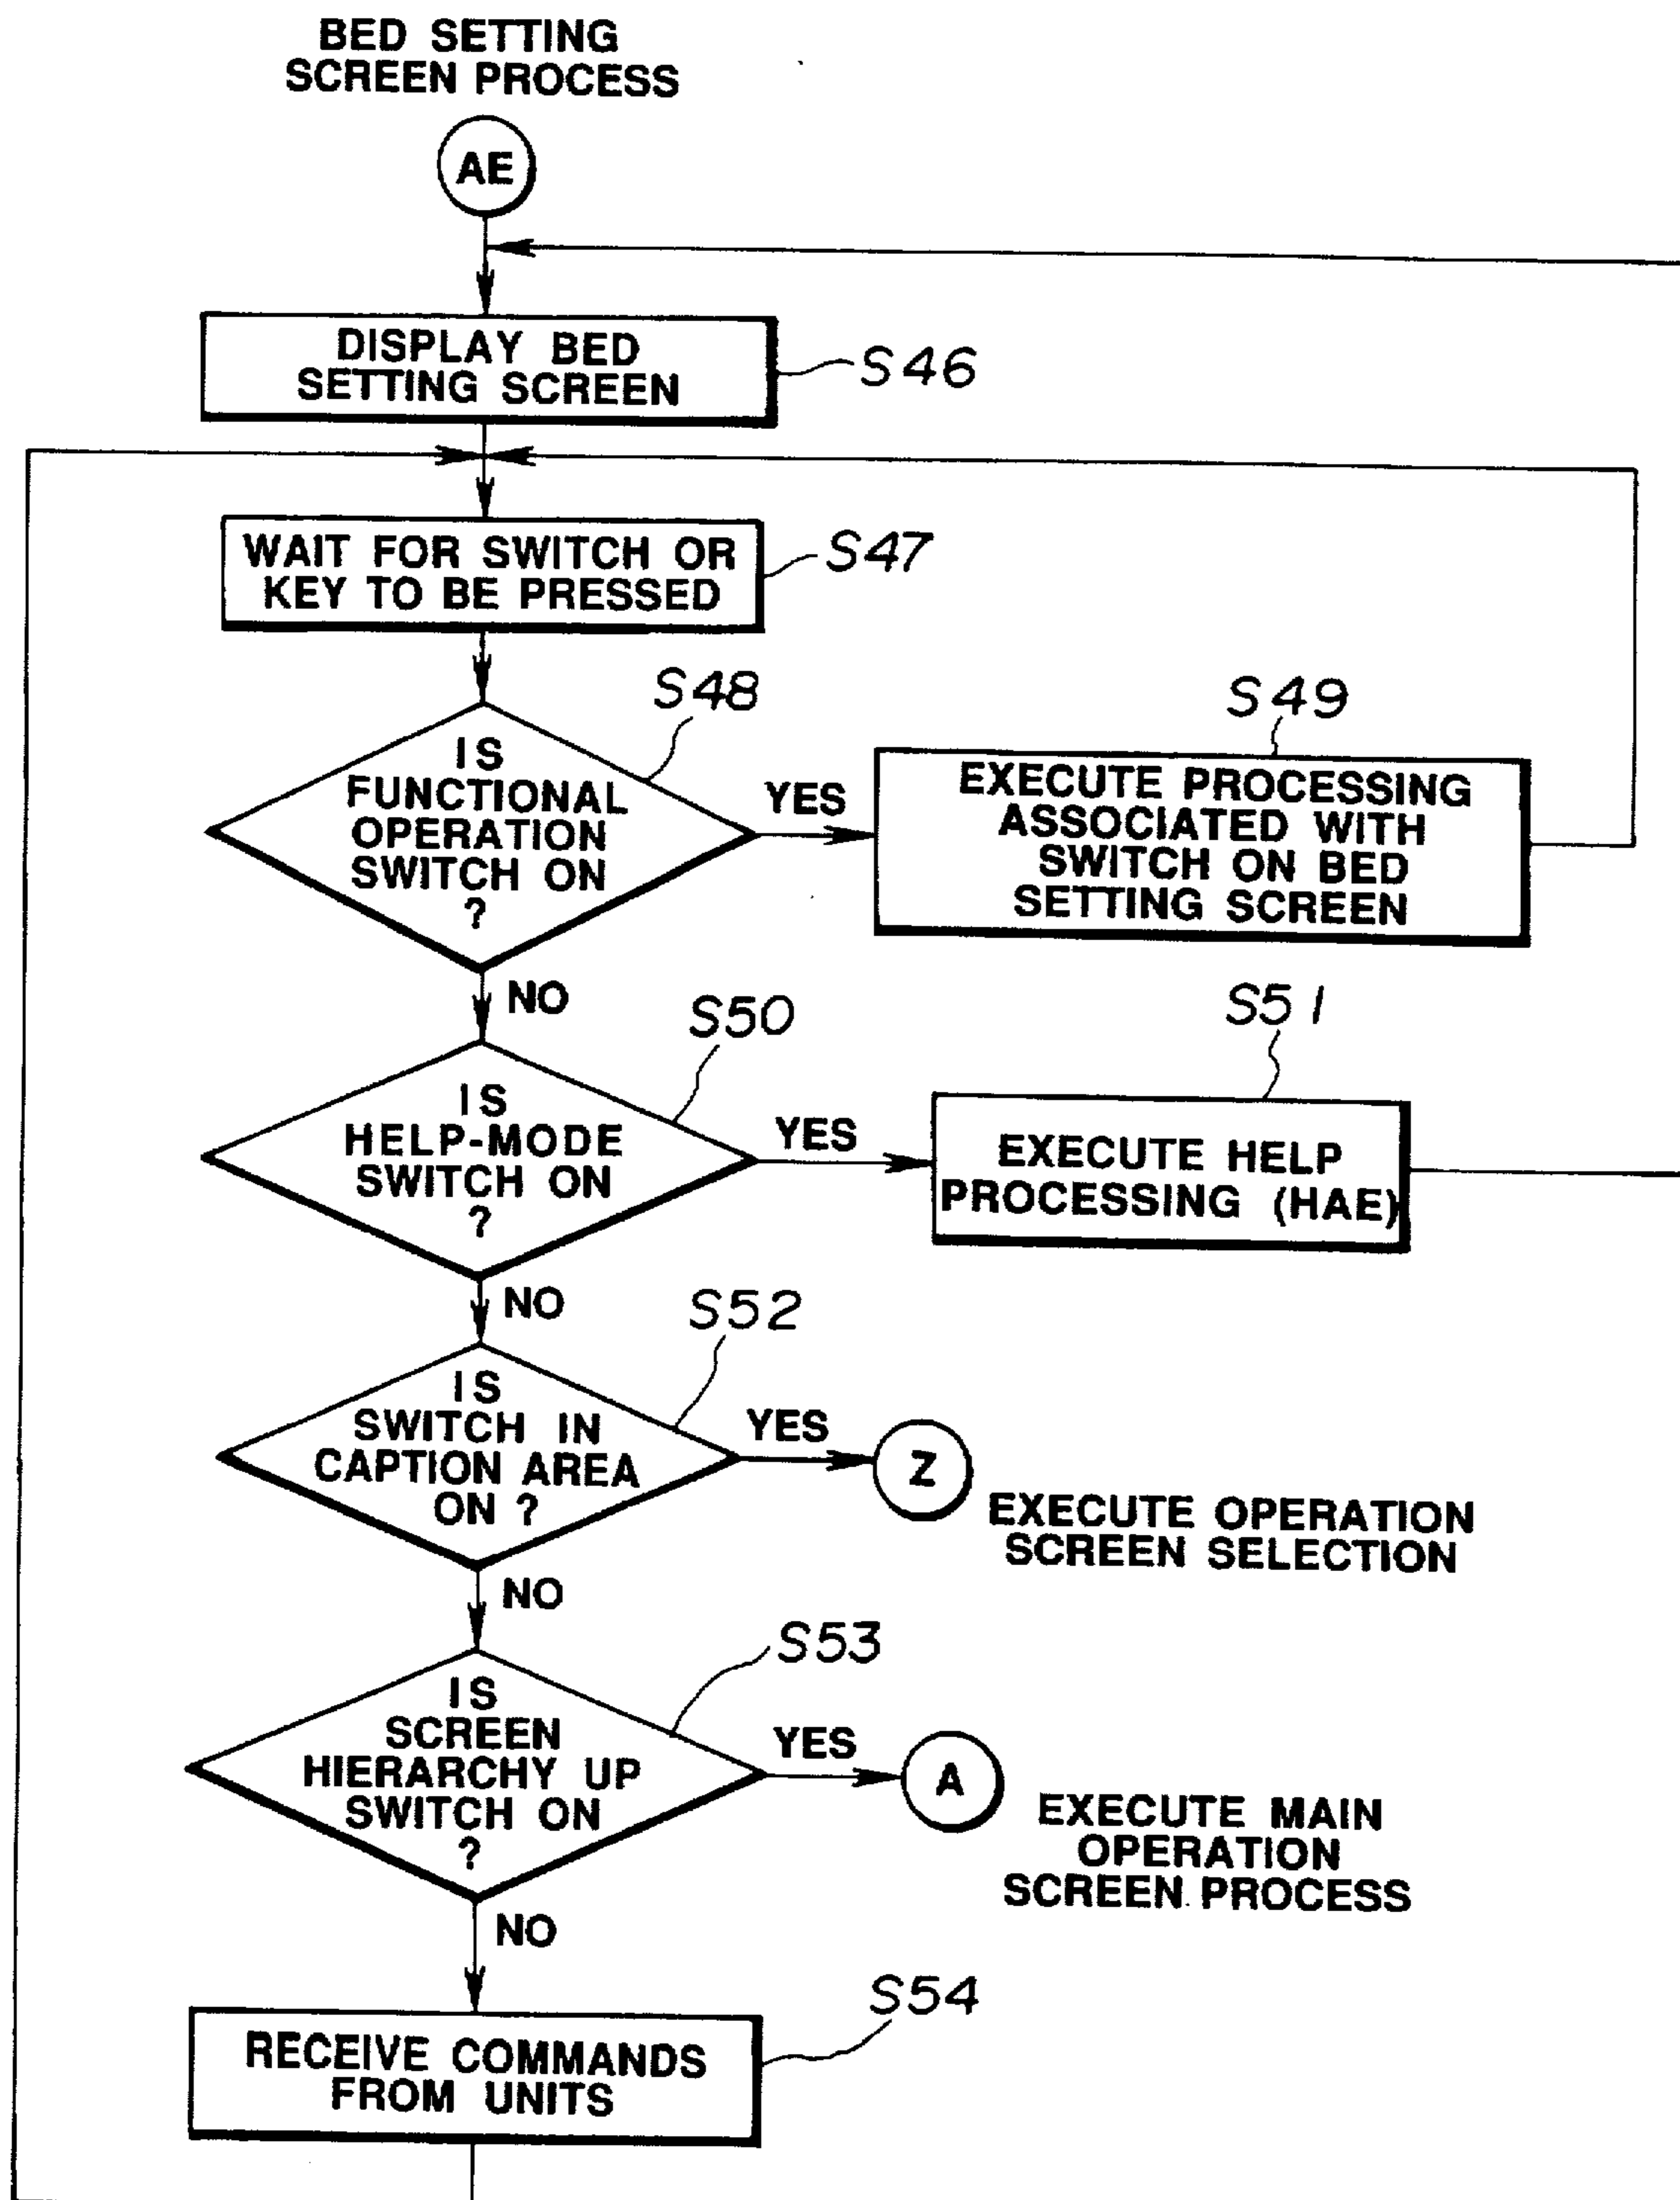 BED SETTING
SCREEN PROCESS
AE
DISPLAY BED
SETTING SCREEN
S46
WAIT FOR SWITCH OR
KEY TO BE PRESSED
S47
S48
IS
FUNCTIONAL
OPERATION
SWITCH ON
?
YES
S49
EXECUTE PROCESSING
ASSOCIATED WITH
SWITCH ON BED
SETTING SCREEN
NO
S50
IS
HELP-MODE
SWITCH ON
?
YES
S51
EXECUTE HELP
PROCESSING (HAE)
NO
S52
IS
SWITCH IN
CAPTION AREA
ON ?
YES
Z
EXECUTE OPERATION
SCREEN SELECTION
NO
S53
IS
SCREEN
HIERARCHY UP
SWITCH ON
?
YES
A
EXECUTE MAIN
OPERATION
SCREEN PROCESS
NO
S54
RECEIVE COMMANDS
FROM UNITS